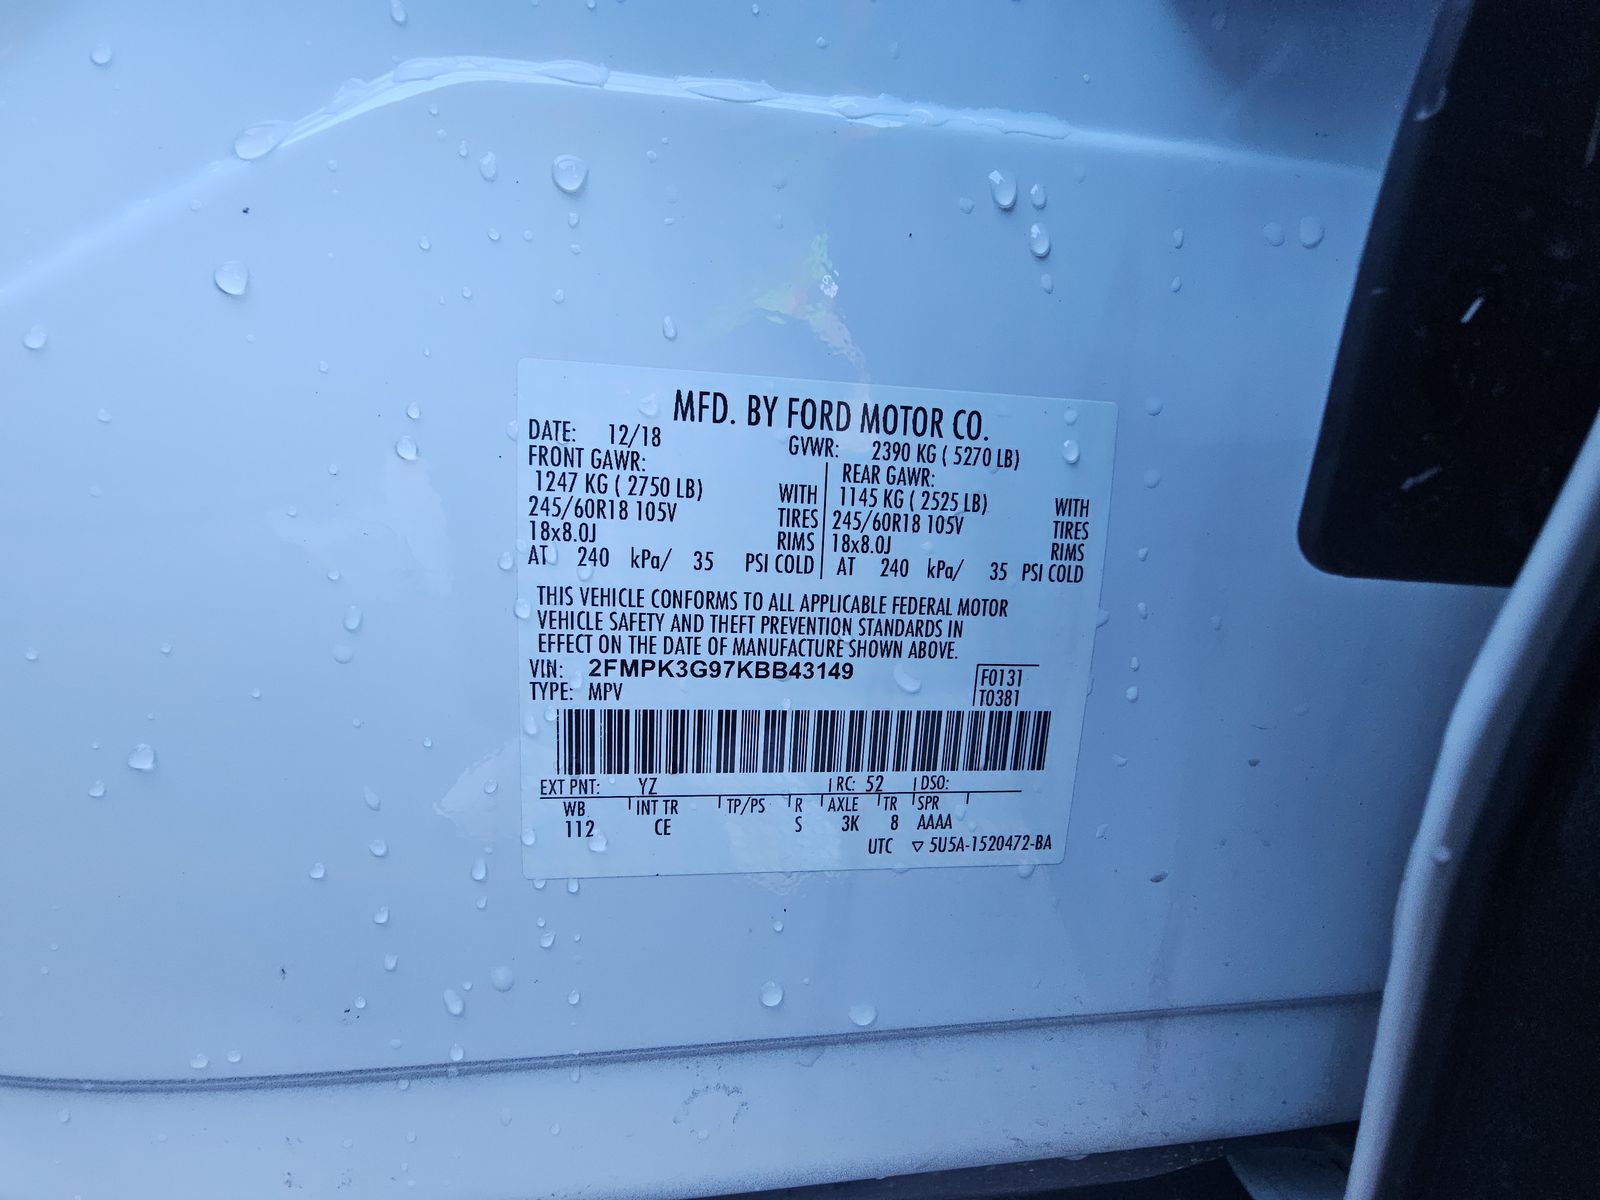 MFD. BY FORD MOTOR CO.
DATE: 12/18 GVWR: 2390 KG ( 5270 LB)
FRONT GAWR: REAR GAWR:
1247 KG ( 2750 LB) WITH 1145 KG ( 2525 LB) WITH
245/60R18 105V TIRES 245/60R18 105V TIRES
18x8.0J RIMS 18x8.0J RIMS
AT 240 kPa/ 35 PSI COLD AT 240 kPa/ 35 PSI COLD
THIS VEHICLE CONFORMS TO ALL APPLICABLE FEDERAL MOTOR
VEHICLE SAFETY AND THEFT PREVENTION STANDARDS IN
EFFECT ON THE DATE OF MANUFACTURE SHOWN ABOVE.
VIN: 2FMPK3G97KBB43149 F0131
TYPE: MPV T0381
EXT PNT: YZ RC: 52 DSO:
WB INT TR TP/PS R AXLE TR SPR
112 CE S 3K 8 AAAA
UTC ▽ 5U5A-1520472-BA